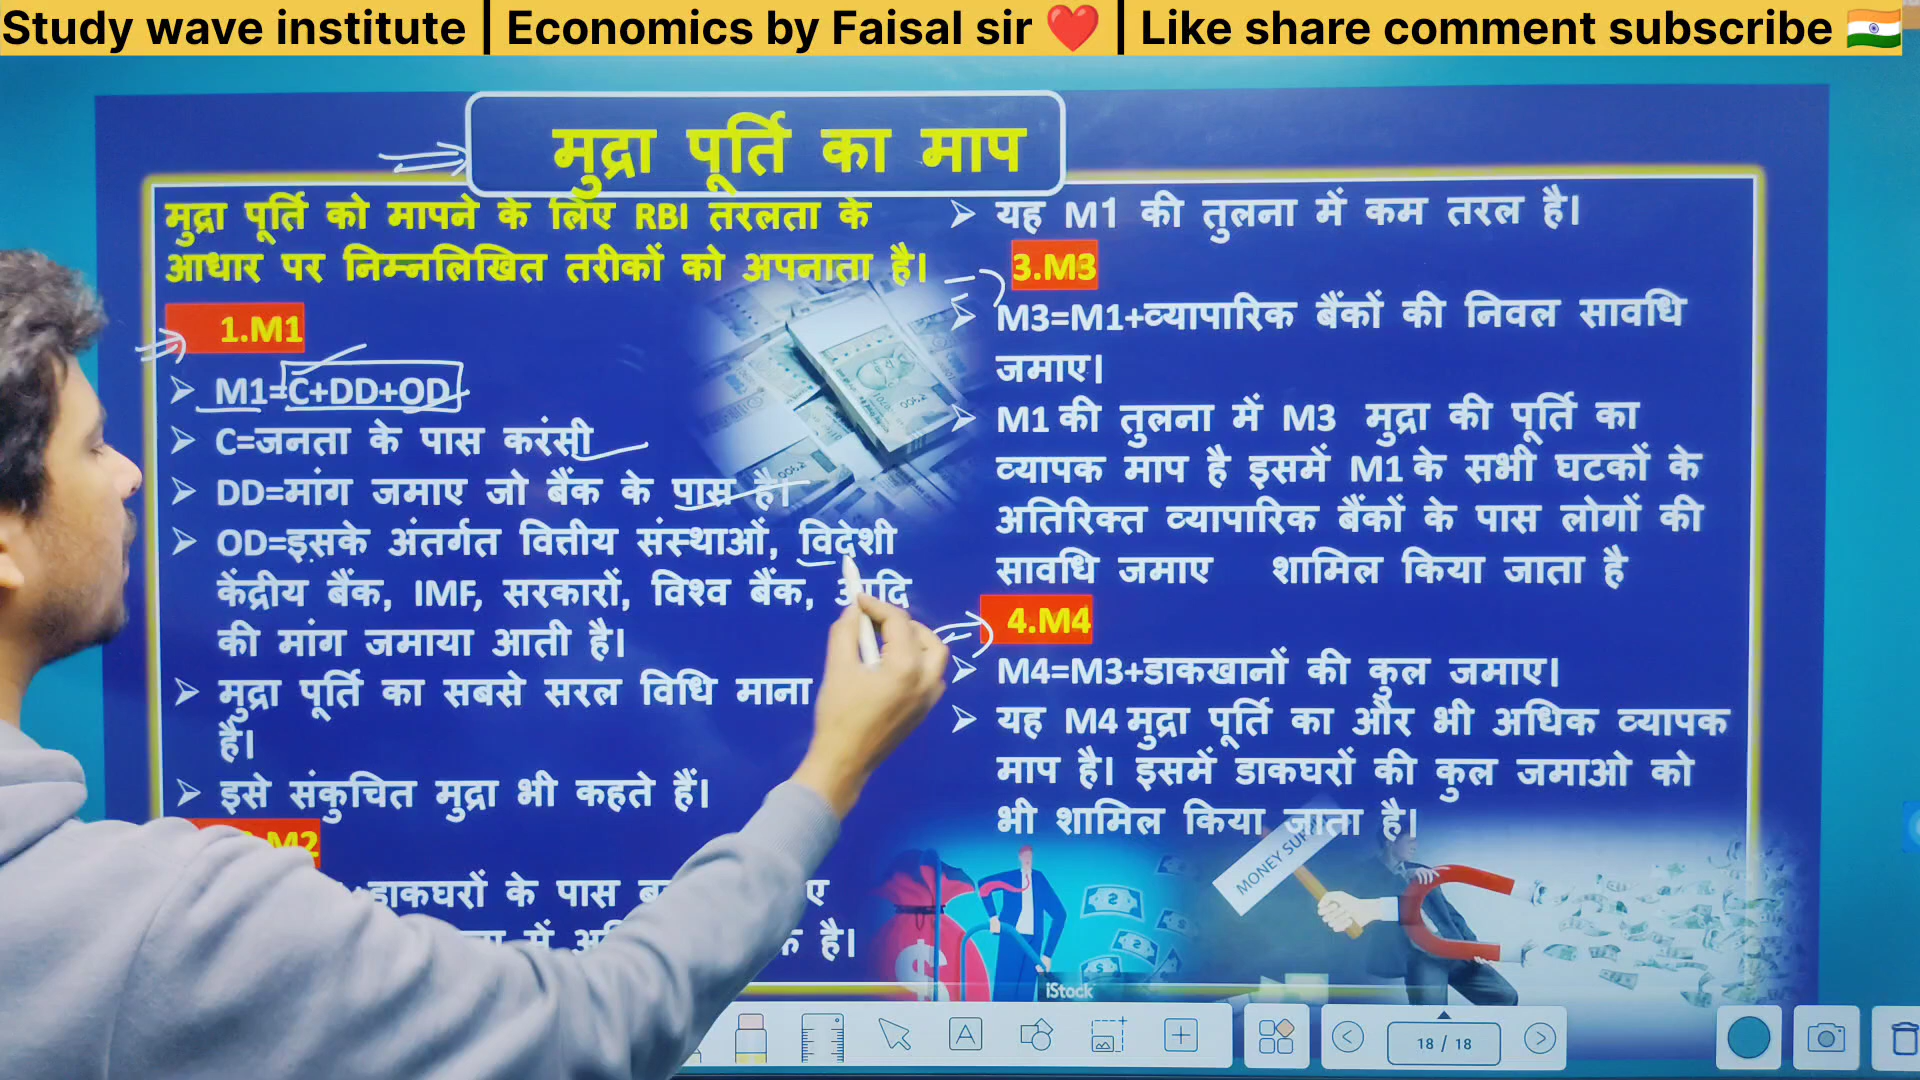 Study wave institute | Economics by Faisal sir ❤️ | Like share comment subscribe 🇮🇳
मुद्रा पूर्ति का माप
मुद्रा पूर्ति को मापने के लिए RBI तरलता के
आधार पर निम्नलिखित तरीकों को अपनाता है।
1.M1
➢ M1=C+DD+OD
➢ C=जनता के पास करंसी
➢ DD=मांग जमाए जो बैंक के पास है।
➢ OD=इसके अंतर्गत वित्तीय संस्थाओं, विदेशी
केंद्रीय बैंक, IMF, सरकारों, विश्व बैंक, आदि
की मांग जमाया आती है।
➢ मुद्रा पूर्ति का सबसे सरल विधि माना
है।
➢ इसे संकुचित मुद्रा भी कहते हैं।
M2
डाकघरों के पास
में
है।
➢ यह M1 की तुलना में कम तरल है।
3.M3
➢ M3=M1+व्यापारिक बैंकों की निवल सावधि
जमाए।
➢ M1 की तुलना में M3 मुद्रा की पूर्ति का
व्यापक माप है इसमें M1 के सभी घटकों के
अतिरिक्त व्यापारिक बैंकों के पास लोगों की
सावधि जमाए शामिल किया जाता है
4.M4
➢ M4=M3+डाकखानों की कुल जमाए।
➢ यह M4 मुद्रा पूर्ति का और भी अधिक व्यापक
माप है। इसमें डाकघरों की कुल जमाओ को
भी शामिल किया जाता है।
MONEY
iStock
18 / 18